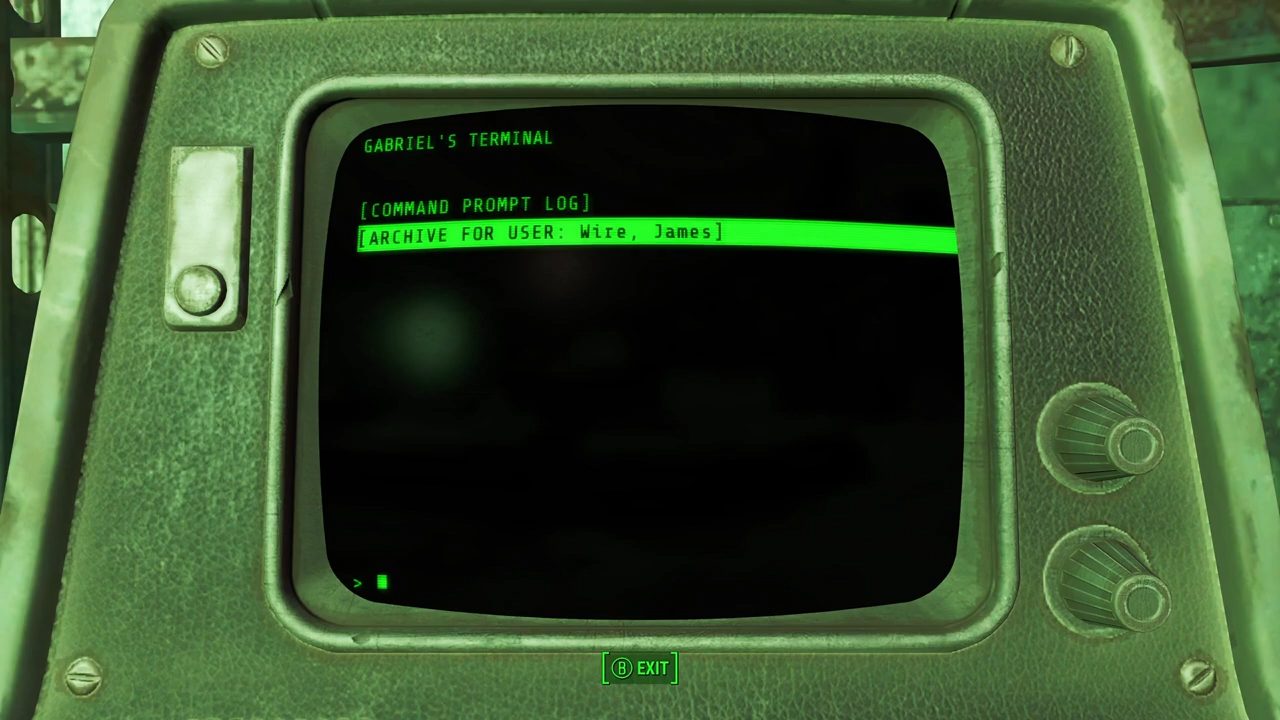 GABRIEL'S TERMINAL
[COMMAND PROMPT LOG]
[ARCHIVE FOR USER: Wire, James]
>
[Ⓑ EXIT]